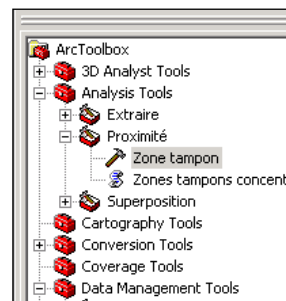 ArcToolbox
3D Analyst Tools
Analysis Tools
Extraire
Proximité
Zone tampon
Zones tampons concent
Superposition
Cartography Tools
Conversion Tools
Coverage Tools
Data Management Tools